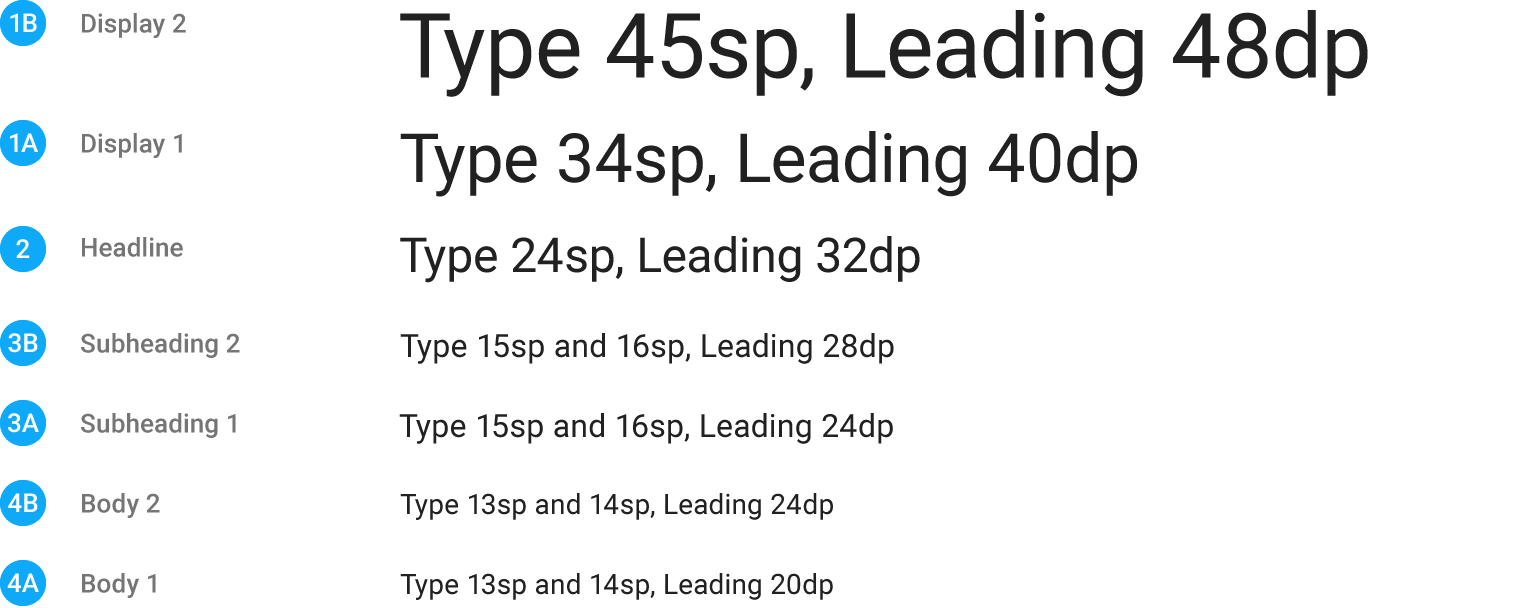 1B Display 2 Type 45sp, Leading 48dp
1A Display 1 Type 34sp, Leading 40dp
2 Headline Type 24sp, Leading 32dp
3B Subheading 2 Type 15sp and 16sp, Leading 28dp
3A Subheading 1 Type 15sp and 16sp, Leading 24dp
4B Body 2 Type 13sp and 14sp, Leading 24dp
4A Body 1 Type 13sp and 14sp, Leading 20dp